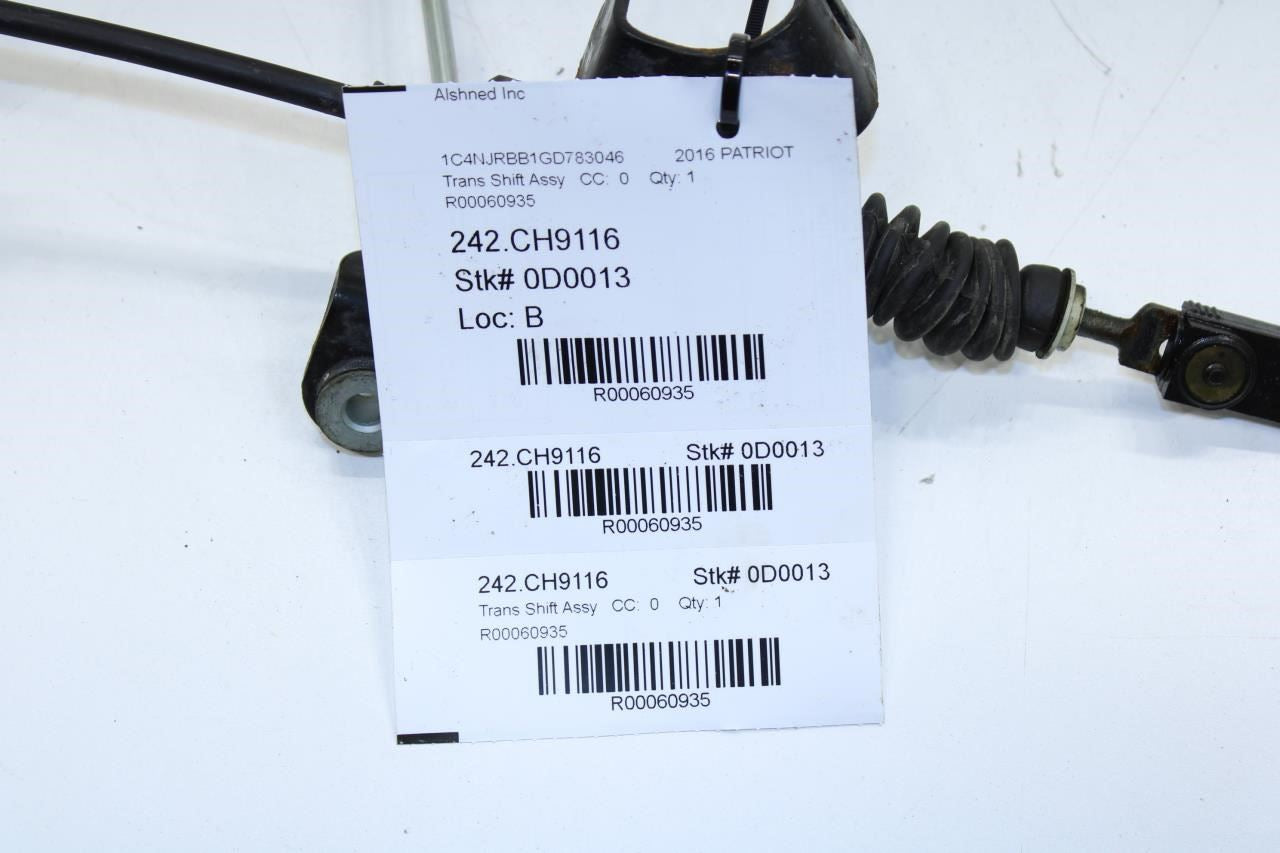 Alshned Inc
1C4NJRBB1GD783046 2016 PATRIOT
Trans Shift Assy CC: 0 Qty: 1
R00060935
242.CH9116
Stk# 0D0013
Loc: B
R00060935
242.CH9116 Stk# 0D0013
R00060935
242.CH9116 Stk# 0D0013
Trans Shift Assy CC: 0 Qty: 1
R00060935
R00060935